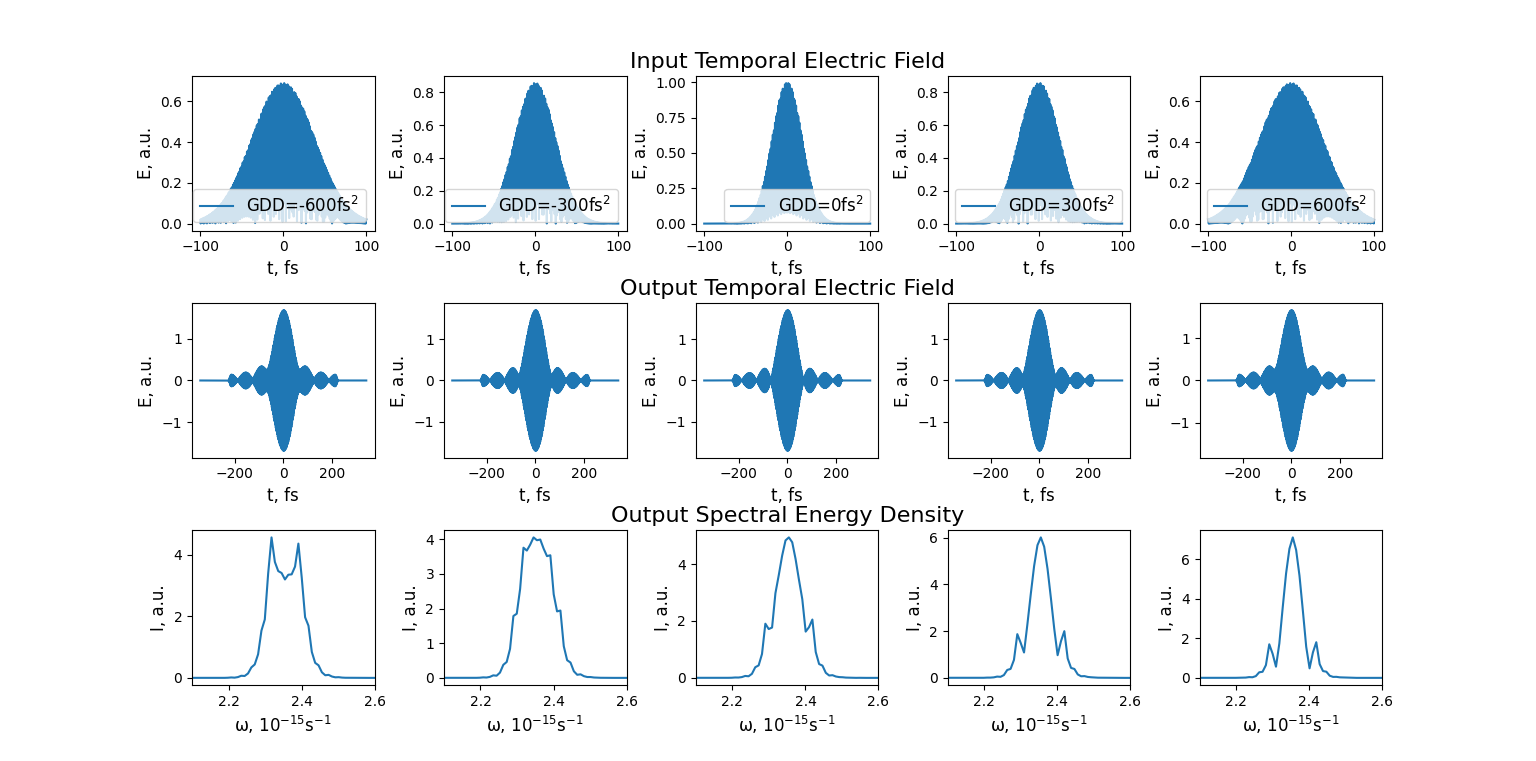 Input Temporal Electric Field
E, a.u.
0.6
0.4
0.2
0.0
GDD=-600fs²
−100 0 100
t, fs
E, a.u.
0.8
0.6
0.4
0.2
0.0
GDD=-300fs²
−100 0 100
t, fs
E, a.u.
1.00
0.75
0.50
0.25
0.00
GDD=0fs²
−100 0 100
t, fs
E, a.u.
0.8
0.6
0.4
0.2
0.0
GDD=300fs²
−100 0 100
t, fs
E, a.u.
0.6
0.4
0.2
0.0
GDD=600fs²
−100 0 100
t, fs
Output Temporal Electric Field
E, a.u.
1
0
−1
−200 0 200
t, fs
E, a.u.
1
0
−1
−200 0 200
t, fs
E, a.u.
1
0
−1
−200 0 200
t, fs
E, a.u.
1
0
−1
−200 0 200
t, fs
E, a.u.
1
0
−1
−200 0 200
t, fs
Output Spectral Energy Density
I, a.u.
4
2
0
2.2 2.4 2.6
ω, 10⁻¹⁵s⁻¹
I, a.u.
4
3
2
1
0
2.2 2.4 2.6
ω, 10⁻¹⁵s⁻¹
I, a.u.
4
2
0
2.2 2.4 2.6
ω, 10⁻¹⁵s⁻¹
I, a.u.
6
4
2
0
2.2 2.4 2.6
ω, 10⁻¹⁵s⁻¹
I, a.u.
6
4
2
0
2.2 2.4 2.6
ω, 10⁻¹⁵s⁻¹